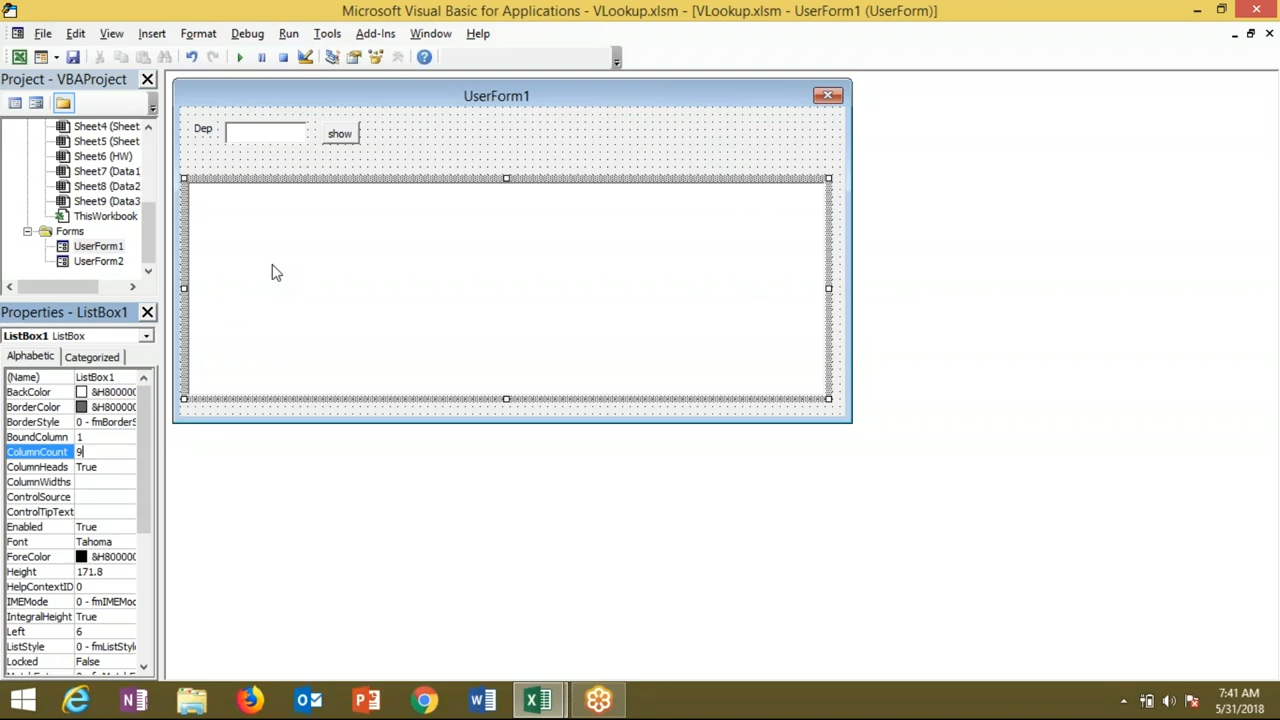 Microsoft Visual Basic for Applications - VLookup.xlsm - [VLookup.xlsm - UserForm1 (UserForm)]
File Edit View Insert Format Debug Run Tools Add-Ins Window Help
Project - VBAProject
Sheet4 (Sheet
Sheet5 (Sheet
Sheet6 (HW)
Sheet7 (Data1
Sheet8 (Data2
Sheet9 (Data3
ThisWorkbook
Forms
UserForm1
UserForm2
Properties - ListBox1
ListBox1 ListBox
Alphabetic Categorized
(Name) ListBox1
BackColor &H800000
BorderColor &H800000
BorderStyle 0 - fmBorderS
BoundColumn 1
ColumnCount 9
ColumnHeads True
ColumnWidths
ControlSource
ControlTipText
Enabled True
Font Tahoma
ForeColor &H800000
Height 171.8
HelpContextID 0
IMEMode 0 - fmIMEMod
IntegralHeight True
Left 6
ListStyle 0 - fmListStyle
Locked False
UserForm1
Dep show
7:41 AM
5/31/2018